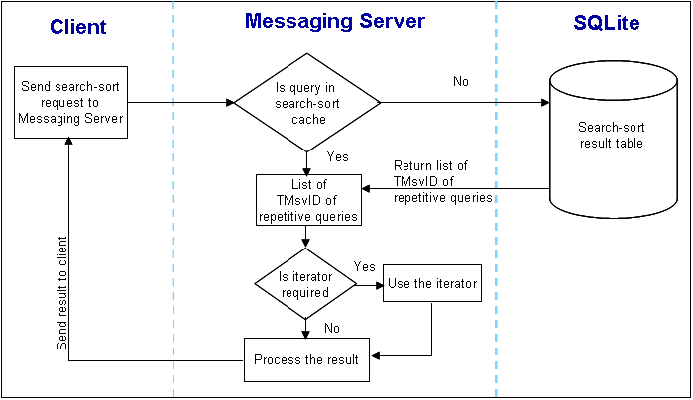 Client
Messaging Server
SQLite
Send search-sort
request to
Messaging Server
Is query in
search-sort
cache
No
Search-sort
result table
Yes
Return list of
TMsvID of
repetitive queries
List of
TMsvID of
repetitive queries
Is iterator
required
Yes
Use the iterator
No
Process the result
Send result to client